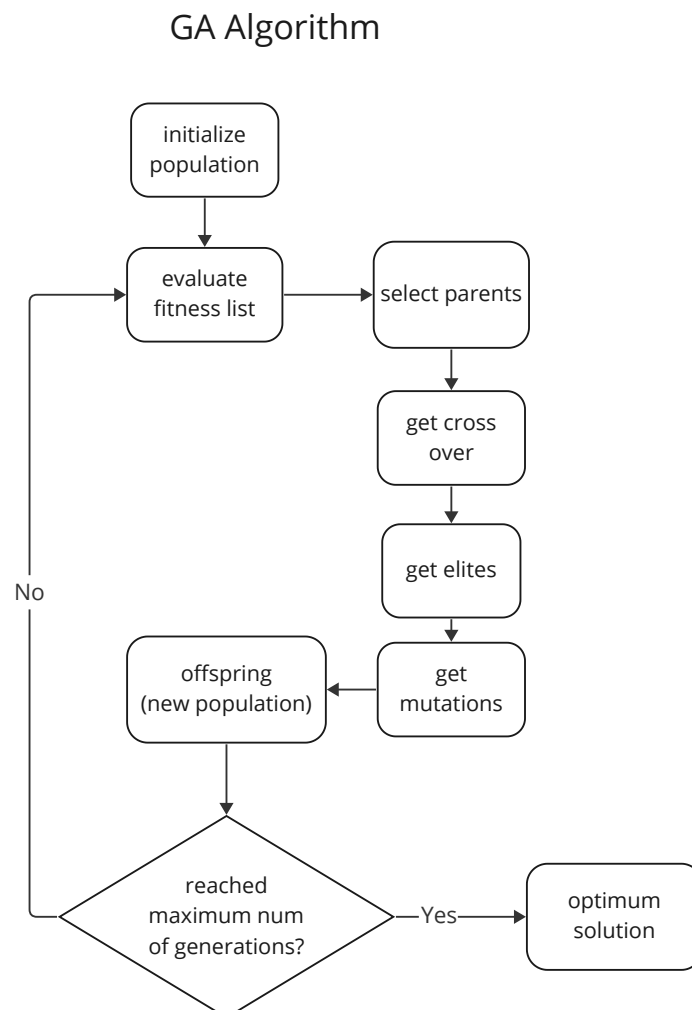 GA Algorithm
initialize
population
evaluate
fitness list
select parents
get cross
over
get elites
No
offspring
(new population)
get
mutations
reached
maximum num
of generations?
Yes
optimum
solution